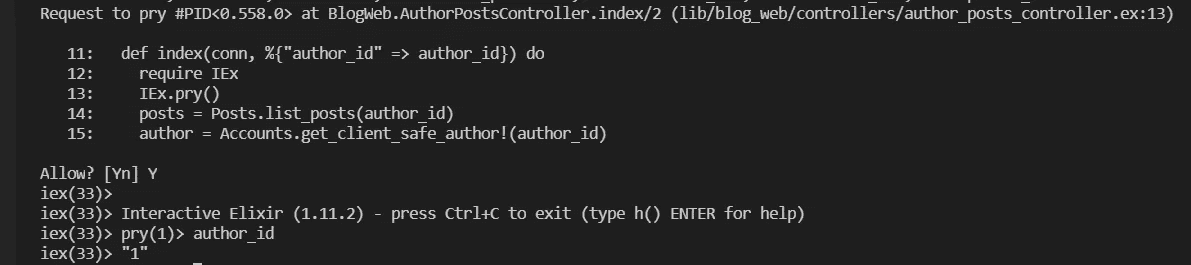 Request to pry #PID<0.558.0> at BlogWeb.AuthorPostsController.index/2 (lib/blog_web/controllers/author_posts_controller.ex:13)
11: def index(conn, %{"author_id" => author_id}) do
12: require IEx
13: IEx.pry()
14: posts = Posts.list_posts(author_id)
15: author = Accounts.get_client_safe_author!(author_id)
Allow? [Yn] Y
iex(33)>
iex(33)> Interactive Elixir (1.11.2) - press Ctrl+C to exit (type h() ENTER for help)
iex(33)> pry(1)> author_id
iex(33)> "1"